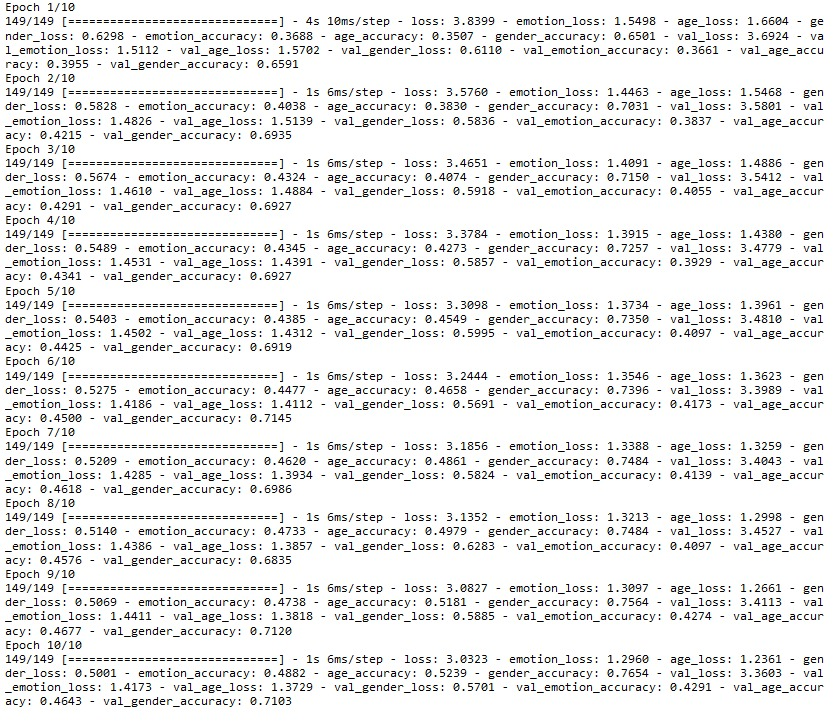 Epoch 1/10
149/149 [==============================] - 4s 10ms/step - loss: 3.8399 - emotion_loss: 1.5498 - age_loss: 1.6604 - ge
nder_loss: 0.6298 - emotion_accuracy: 0.3688 - age_accuracy: 0.3507 - gender_accuracy: 0.6501 - val_loss: 3.6924 - va
l_emotion_loss: 1.5112 - val_age_loss: 1.5702 - val_gender_loss: 0.6110 - val_emotion_accuracy: 0.3661 - val_age_accu
racy: 0.3955 - val_gender_accuracy: 0.6591
Epoch 2/10
149/149 [==============================] - 1s 6ms/step - loss: 3.5760 - emotion_loss: 1.4463 - age_loss: 1.5468 - gen
der_loss: 0.5828 - emotion_accuracy: 0.4038 - age_accuracy: 0.3830 - gender_accuracy: 0.7031 - val_loss: 3.5801 - val
_emotion_loss: 1.4826 - val_age_loss: 1.5139 - val_gender_loss: 0.5836 - val_emotion_accuracy: 0.3837 - val_age_accur
acy: 0.4215 - val_gender_accuracy: 0.6935
Epoch 3/10
149/149 [==============================] - 1s 6ms/step - loss: 3.4651 - emotion_loss: 1.4091 - age_loss: 1.4886 - gen
der_loss: 0.5674 - emotion_accuracy: 0.4324 - age_accuracy: 0.4074 - gender_accuracy: 0.7150 - val_loss: 3.5412 - val
_emotion_loss: 1.4610 - val_age_loss: 1.4884 - val_gender_loss: 0.5918 - val_emotion_accuracy: 0.4055 - val_age_accur
acy: 0.4291 - val_gender_accuracy: 0.6927
Epoch 4/10
149/149 [==============================] - 1s 6ms/step - loss: 3.3784 - emotion_loss: 1.3915 - age_loss: 1.4380 - gen
der_loss: 0.5489 - emotion_accuracy: 0.4345 - age_accuracy: 0.4273 - gender_accuracy: 0.7257 - val_loss: 3.4779 - val
_emotion_loss: 1.4531 - val_age_loss: 1.4391 - val_gender_loss: 0.5857 - val_emotion_accuracy: 0.3929 - val_age_accur
acy: 0.4341 - val_gender_accuracy: 0.6927
Epoch 5/10
149/149 [==============================] - 1s 6ms/step - loss: 3.3098 - emotion_loss: 1.3734 - age_loss: 1.3961 - gen
der_loss: 0.5403 - emotion_accuracy: 0.4385 - age_accuracy: 0.4549 - gender_accuracy: 0.7350 - val_loss: 3.4810 - val
_emotion_loss: 1.4502 - val_age_loss: 1.4312 - val_gender_loss: 0.5995 - val_emotion_accuracy: 0.4097 - val_age_accur
acy: 0.4425 - val_gender_accuracy: 0.6919
Epoch 6/10
149/149 [==============================] - 1s 6ms/step - loss: 3.2444 - emotion_loss: 1.3546 - age_loss: 1.3623 - gen
der_loss: 0.5275 - emotion_accuracy: 0.4477 - age_accuracy: 0.4658 - gender_accuracy: 0.7396 - val_loss: 3.3989 - val
_emotion_loss: 1.4186 - val_age_loss: 1.4112 - val_gender_loss: 0.5691 - val_emotion_accuracy: 0.4173 - val_age_accur
acy: 0.4500 - val_gender_accuracy: 0.7145
Epoch 7/10
149/149 [==============================] - 1s 6ms/step - loss: 3.1856 - emotion_loss: 1.3388 - age_loss: 1.3259 - gen
der_loss: 0.5209 - emotion_accuracy: 0.4620 - age_accuracy: 0.4861 - gender_accuracy: 0.7484 - val_loss: 3.4043 - val
_emotion_loss: 1.4285 - val_age_loss: 1.3934 - val_gender_loss: 0.5824 - val_emotion_accuracy: 0.4139 - val_age_accur
acy: 0.4618 - val_gender_accuracy: 0.6986
Epoch 8/10
149/149 [==============================] - 1s 6ms/step - loss: 3.1352 - emotion_loss: 1.3213 - age_loss: 1.2998 - gen
der_loss: 0.5140 - emotion_accuracy: 0.4733 - age_accuracy: 0.4979 - gender_accuracy: 0.7484 - val_loss: 3.4527 - val
_emotion_loss: 1.4386 - val_age_loss: 1.3857 - val_gender_loss: 0.6283 - val_emotion_accuracy: 0.4097 - val_age_accur
acy: 0.4576 - val_gender_accuracy: 0.6835
Epoch 9/10
149/149 [==============================] - 1s 6ms/step - loss: 3.0827 - emotion_loss: 1.3097 - age_loss: 1.2661 - gen
der_loss: 0.5069 - emotion_accuracy: 0.4738 - age_accuracy: 0.5181 - gender_accuracy: 0.7564 - val_loss: 3.4113 - val
_emotion_loss: 1.4411 - val_age_loss: 1.3818 - val_gender_loss: 0.5885 - val_emotion_accuracy: 0.4274 - val_age_accur
acy: 0.4677 - val_gender_accuracy: 0.7120
Epoch 10/10
149/149 [==============================] - 1s 6ms/step - loss: 3.0323 - emotion_loss: 1.2960 - age_loss: 1.2361 - gen
der_loss: 0.5001 - emotion_accuracy: 0.4882 - age_accuracy: 0.5239 - gender_accuracy: 0.7654 - val_loss: 3.3603 - val
_emotion_loss: 1.4173 - val_age_loss: 1.3729 - val_gender_loss: 0.5701 - val_emotion_accuracy: 0.4291 - val_age_accur
acy: 0.4643 - val_gender_accuracy: 0.7103